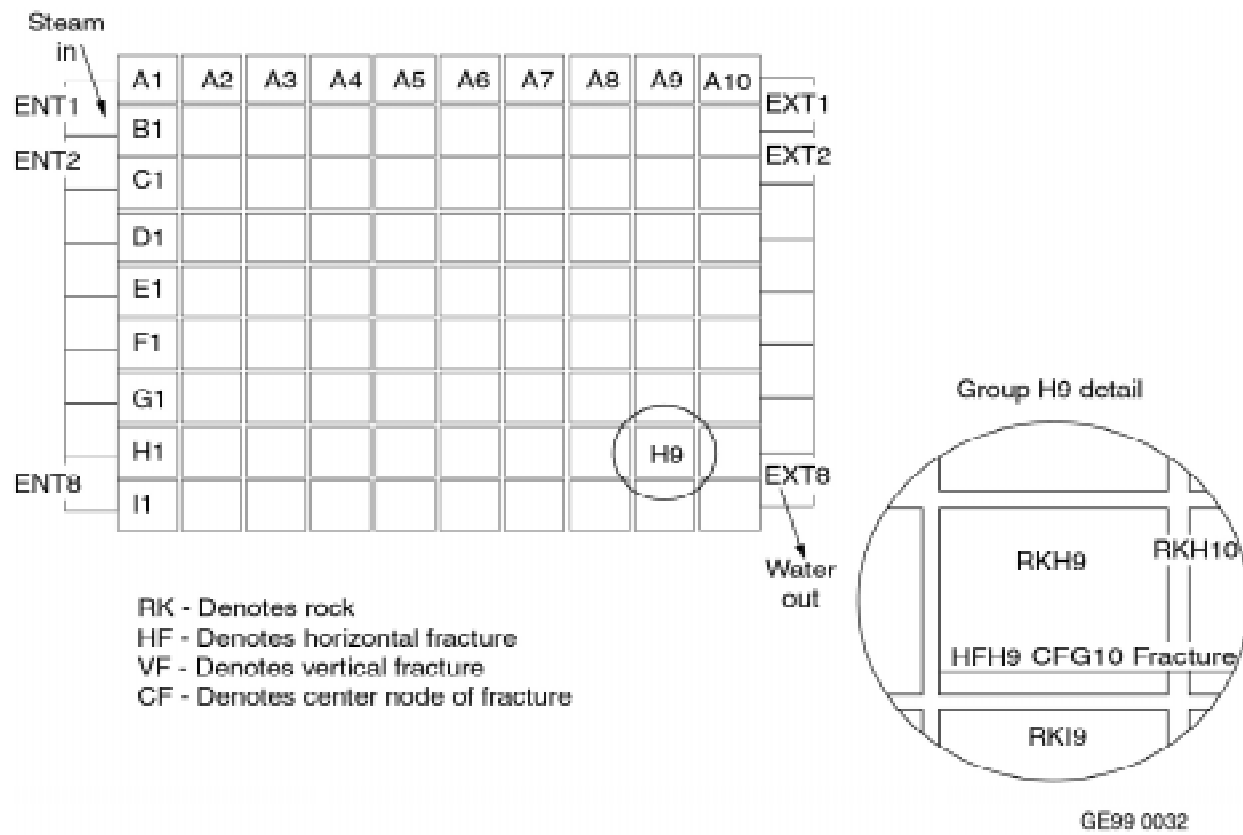 Steam
in
A1 A2 A3 A4 A5 A6 A7 A8 A9 A10
ENT1 EXT1
B1
ENT2 EXT2
C1
D1
E1
F1
G1
Group H9 detail
H1 H9
ENT8 EXT8
I1
RKH9 RKH10
Water
out
RK - Denotes rock
HF - Denotes horizontal fracture
VF - Denotes vertical fracture
CF - Denotes center node of fracture
HFH9 CFG10 Fracture
RKI9
GE99 0032